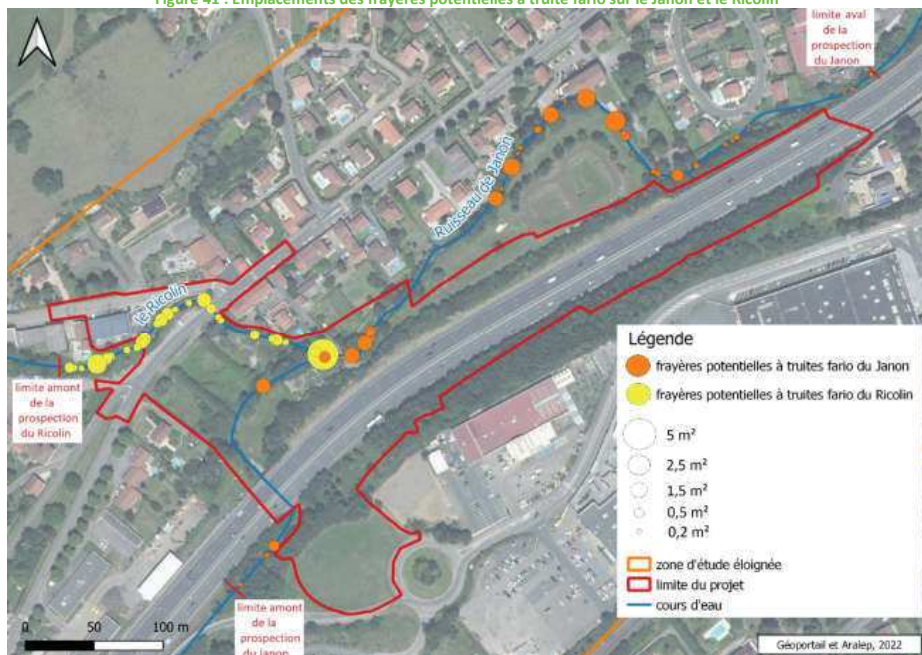 Figure 41 : Emplacements des frayères potentielles à truite fario sur le Janon et le Ricolin
limite aval
de la
prospection
du Janon
Ruisseau de Janon
le Ricolin
limite amont
de la
prospection
du Ricolin
Légende
frayères potentielles à truites fario du Janon
frayères potentielles à truites fario du Ricolin
5 m²
2,5 m²
1,5 m²
0,5 m²
0,2 m²
zone d'étude éloignée
limite du projet
cours d'eau
limite amont
de la
prospection
du Janon
0 50 100 m
Géoportail et Aralep, 2022